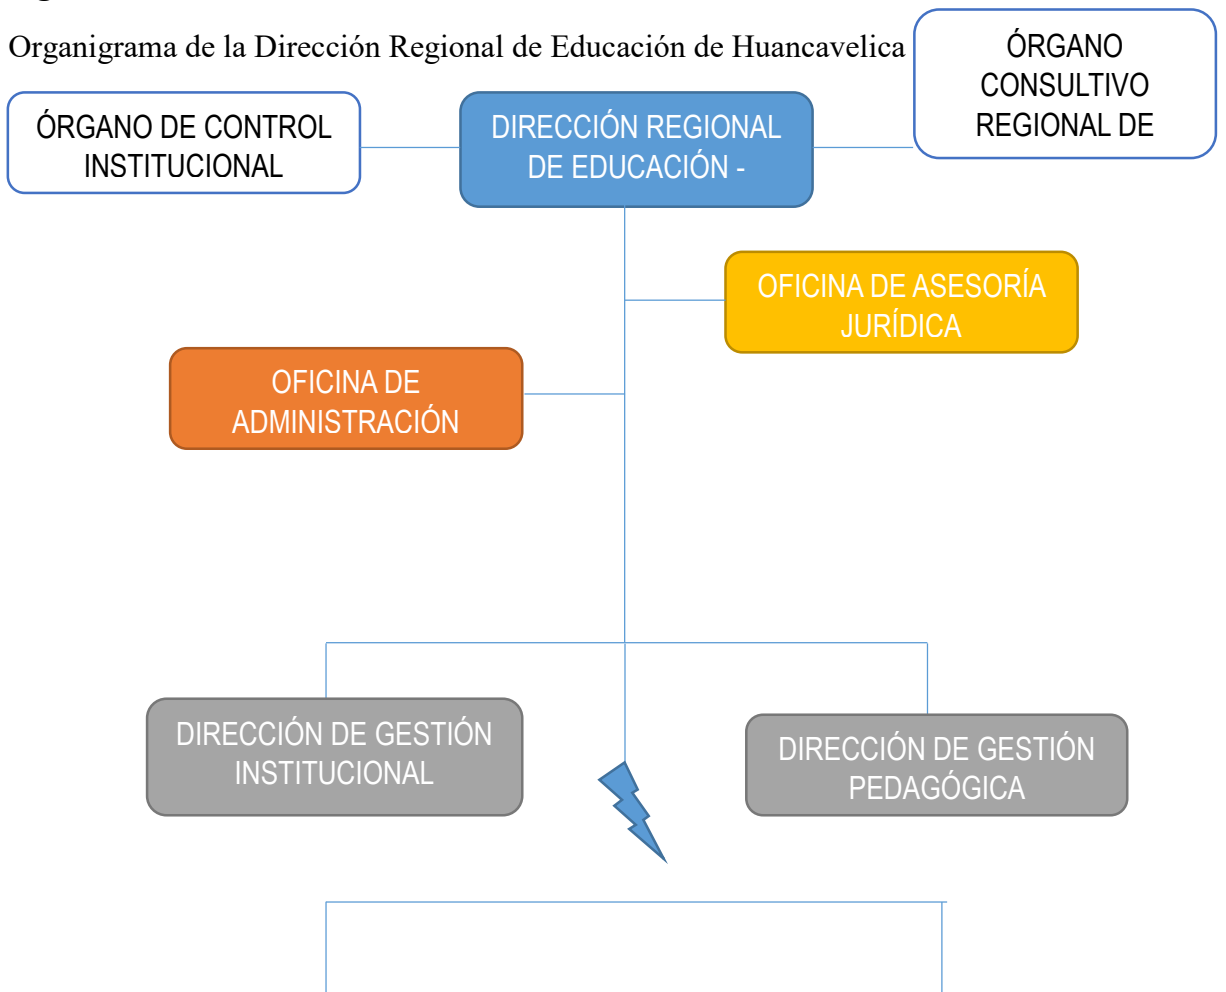 Organigrama de la Dirección Regional de Educación de Huancavelica
ÓRGANO
CONSULTIVO
REGIONAL DE
ÓRGANO DE CONTROL
INSTITUCIONAL
DIRECCIÓN REGIONAL
DE EDUCACIÓN -
OFICINA DE ASESORÍA
JURÍDICA
OFICINA DE
ADMINISTRACIÓN
DIRECCIÓN DE GESTIÓN
INSTITUCIONAL
DIRECCIÓN DE GESTIÓN
PEDAGÓGICA